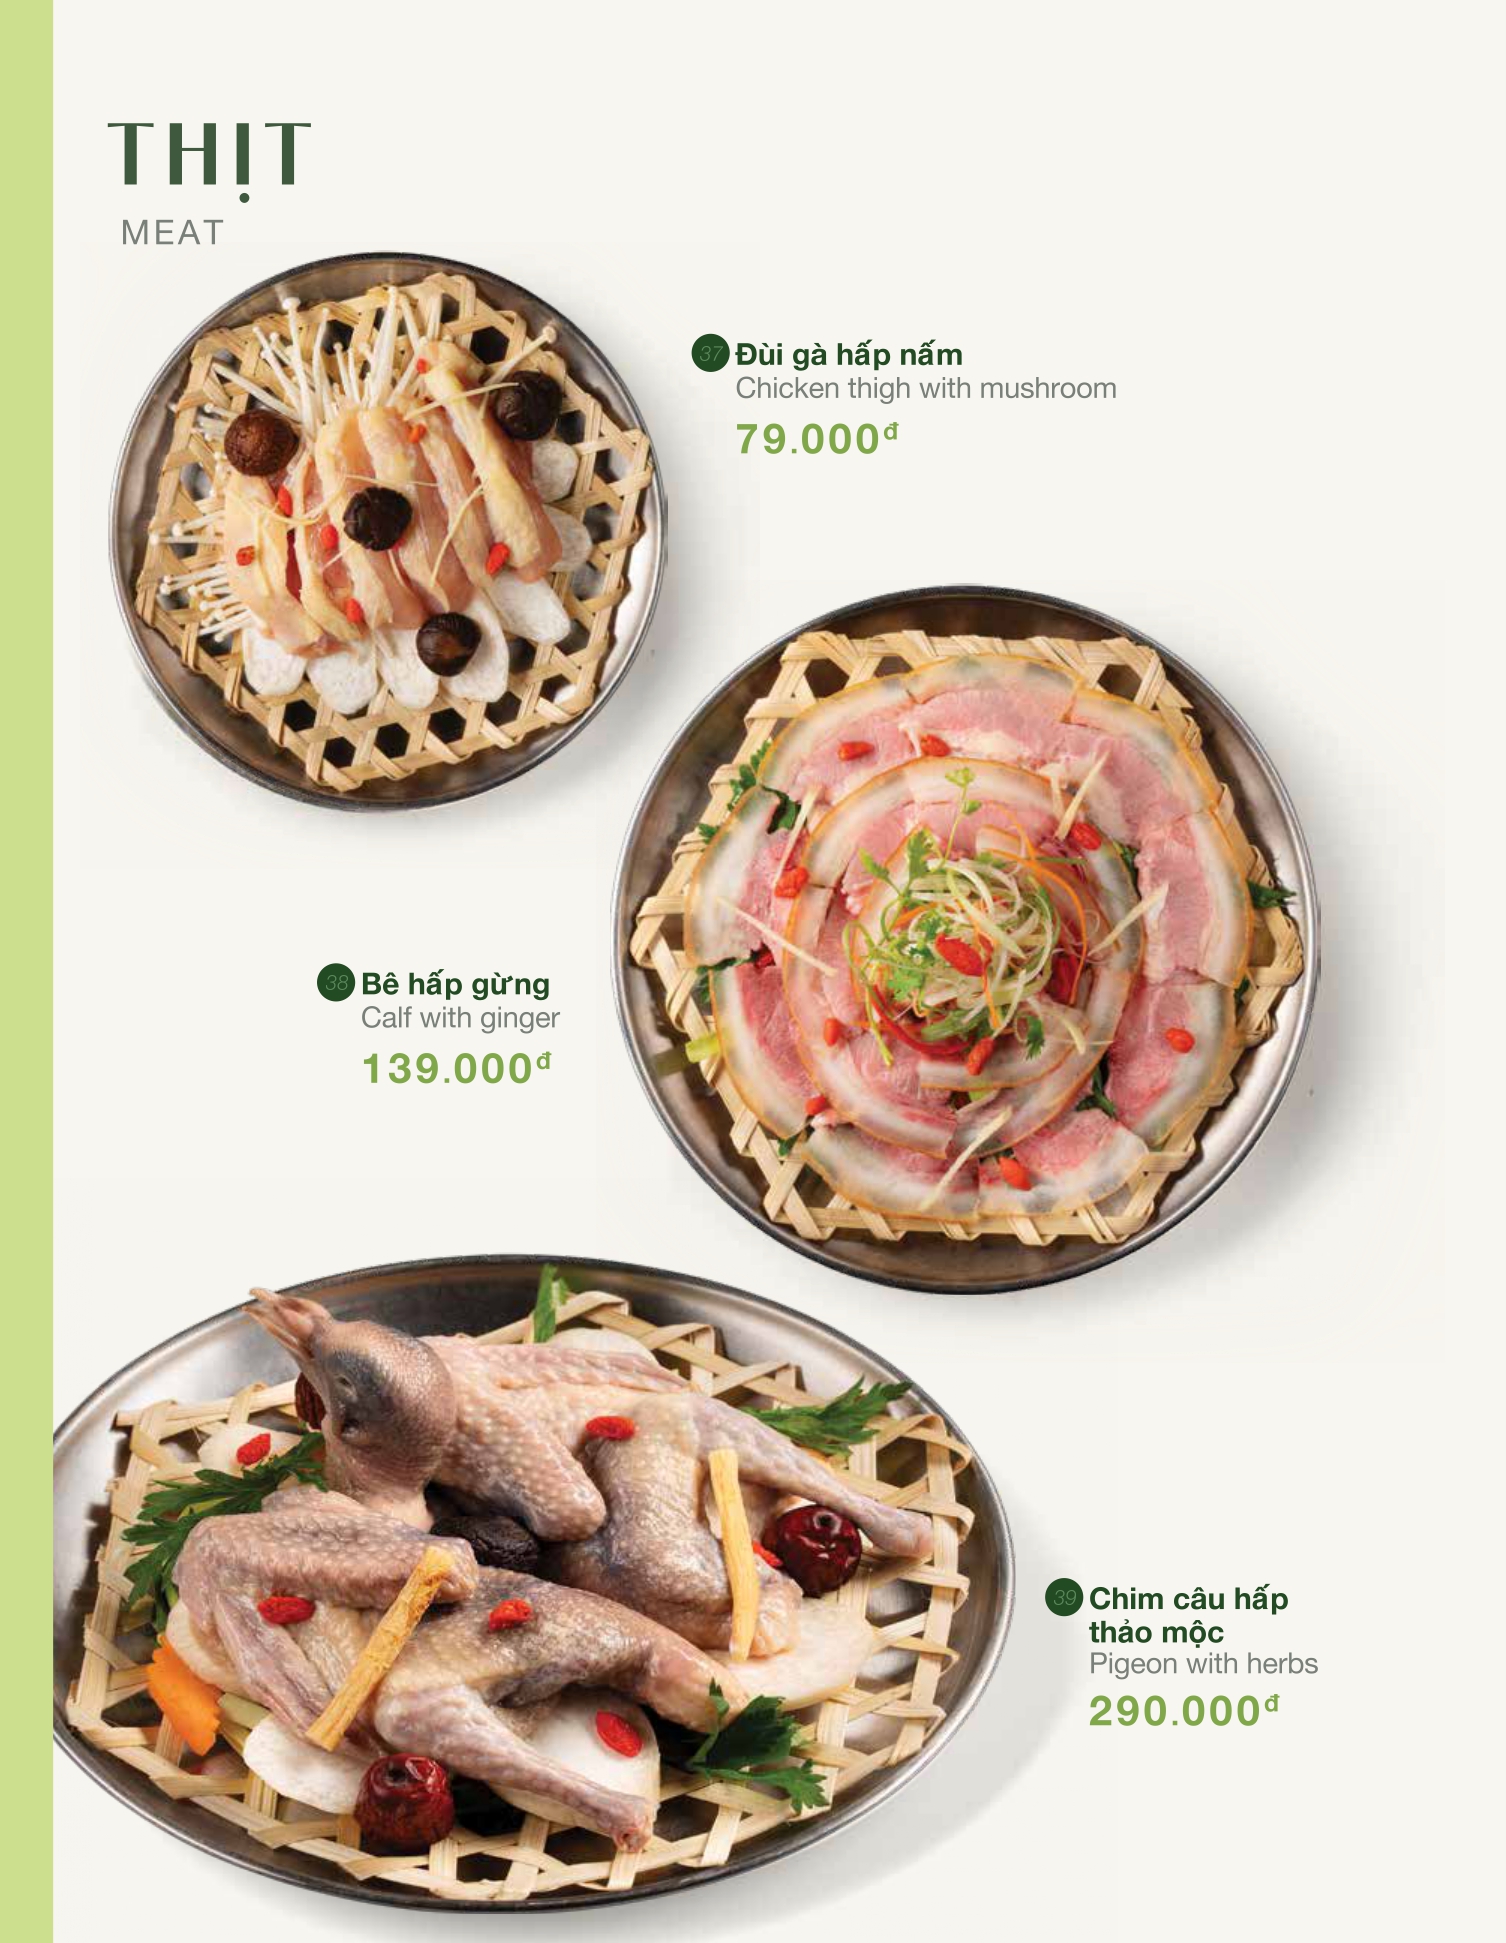 THỊT
MEAT
37 Đùi gà hấp nấm
Chicken thigh with mushroom
79.000đ
38 Bê hấp gừng
Calf with ginger
139.000đ
39 Chim câu hấp
thảo mộc
Pigeon with herbs
290.000đ